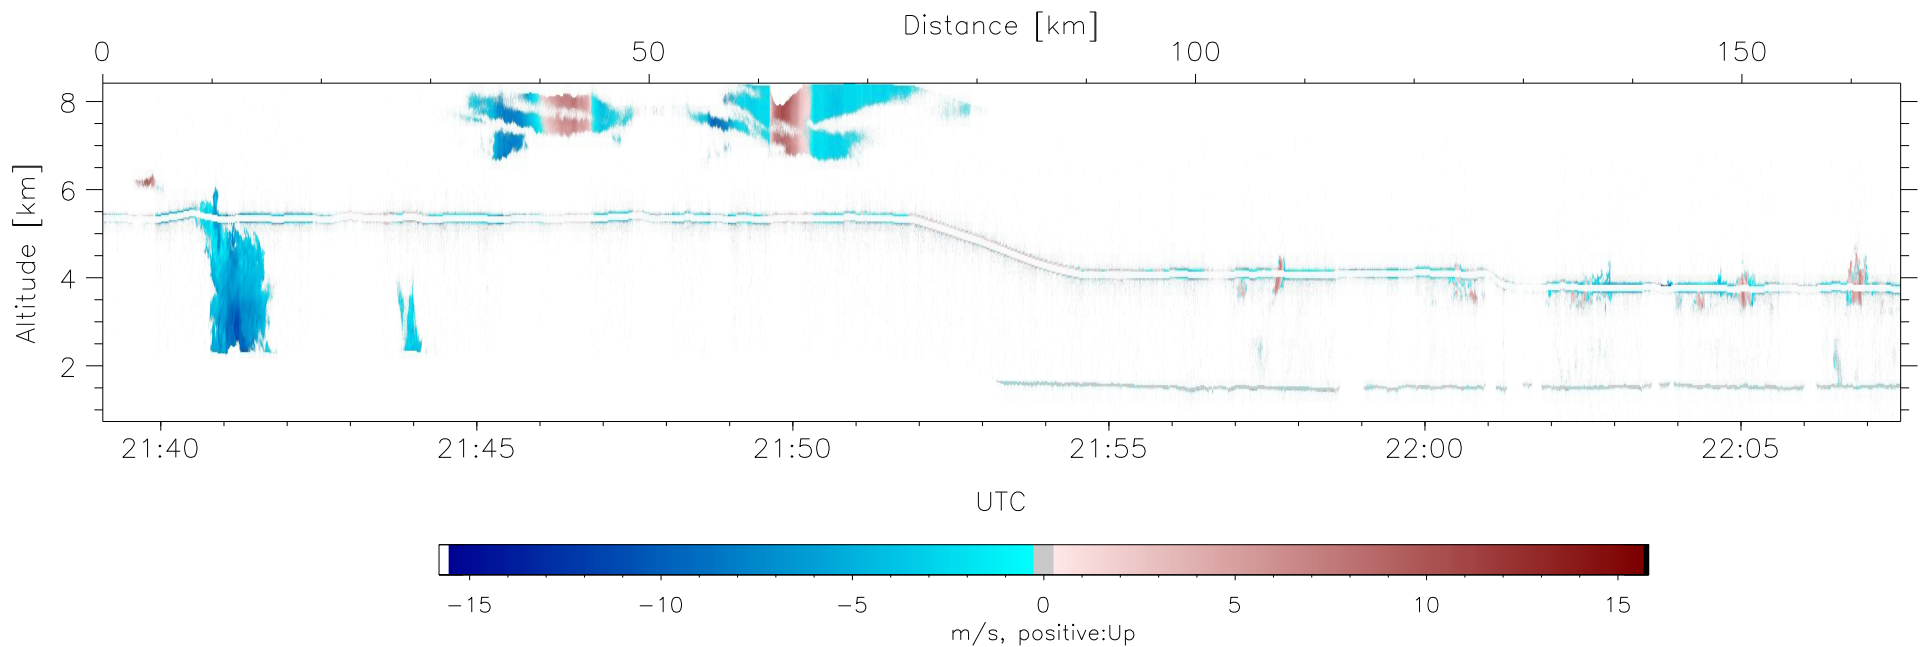 Distance [km]
0 50 100 150
8
6
4
2
Altitude [km]
21:40 21:45 21:50 21:55 22:00 22:05
UTC
−15 −10 −5 0 5 10 15
m/s, positive:Up